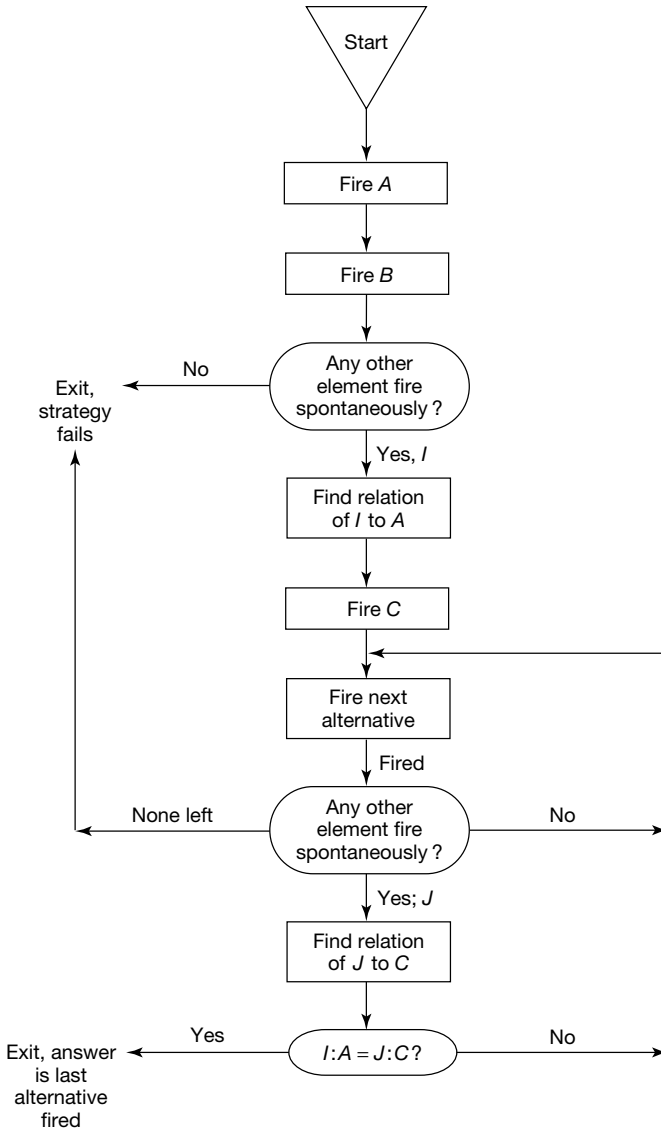 Start
Fire A
Fire B
Any other
element fire
spontaneously?
No
Exit,
strategy
fails
Yes, I
Find relation
of I to A
Fire C
Fire next
alternative
Fired
Any other
element fire
spontaneously?
None left
No
Yes; J
Find relation
of J to C
I:A = J:C?
Yes
No
Exit, answer
is last
alternative
fired